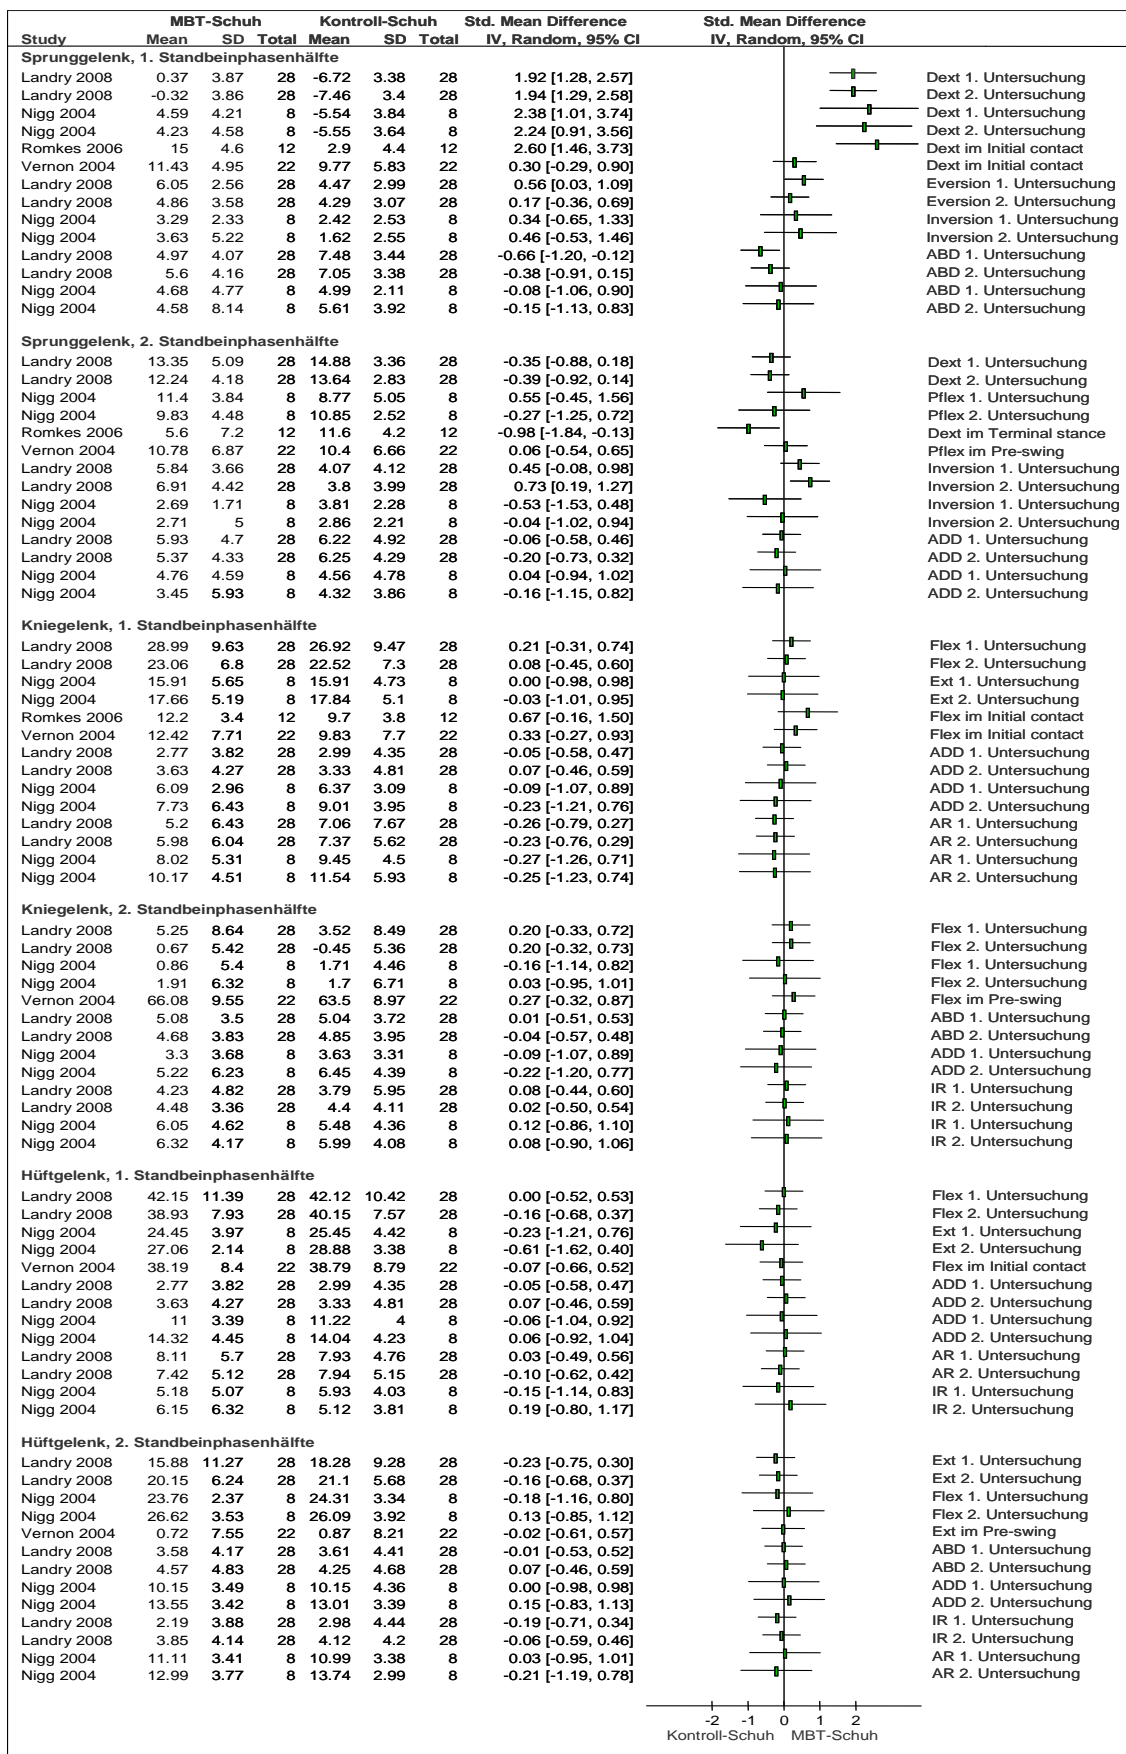 MBT-Schuh Kontroll-Schuh Std. Mean Difference Std. Mean Difference
Study Mean SD Total Mean SD Total IV, Random, 95% CI IV, Random, 95% CI
Sprunggelenk, 1. Standbeinphasenhälfte
Landry 2008 0.37 3.87 28 -6.72 3.38 28 1.92 [1.28, 2.57] Dext 1. Untersuchung
Landry 2008 -0.32 3.86 28 -7.46 3.4 28 1.94 [1.29, 2.58] Dext 2. Untersuchung
Nigg 2004 4.59 4.21 8 -5.54 3.84 8 2.38 [1.01, 3.74] Dext 1. Untersuchung
Nigg 2004 4.23 4.58 8 -5.55 3.64 8 2.24 [0.91, 3.56] Dext 2. Untersuchung
Romkes 2006 15 4.6 12 2.9 4.4 12 2.60 [1.46, 3.73] Dext im Initial contact
Vernon 2004 11.43 4.95 22 9.77 5.83 22 0.30 [-0.29, 0.90] Dext im Initial contact
Landry 2008 6.05 2.56 28 4.47 2.99 28 0.56 [0.03, 1.09] Eversion 1. Untersuchung
Landry 2008 4.86 3.58 28 4.29 3.07 28 0.17 [-0.36, 0.69] Eversion 2. Untersuchung
Nigg 2004 3.29 2.33 8 2.42 2.53 8 0.34 [-0.65, 1.33] Inversion 1. Untersuchung
Nigg 2004 3.63 5.22 8 1.62 2.55 8 0.46 [-0.53, 1.46] Inversion 2. Untersuchung
Landry 2008 4.97 4.07 28 7.48 3.44 28 -0.66 [-1.20, -0.12] ABD 1. Untersuchung
Landry 2008 5.6 4.16 28 7.05 3.38 28 -0.38 [-0.91, 0.15] ABD 2. Untersuchung
Nigg 2004 4.68 4.77 8 4.99 2.11 8 -0.08 [-1.06, 0.90] ABD 1. Untersuchung
Nigg 2004 4.58 8.14 8 5.61 3.92 8 -0.15 [-1.13, 0.83] ABD 2. Untersuchung
Sprunggelenk, 2. Standbeinphasenhälfte
Landry 2008 13.35 5.09 28 14.88 3.36 28 -0.35 [-0.88, 0.18] Dext 1. Untersuchung
Landry 2008 12.24 4.18 28 13.64 2.83 28 -0.39 [-0.92, 0.14] Dext 2. Untersuchung
Nigg 2004 11.4 3.84 8 8.77 5.05 8 0.55 [-0.45, 1.56] Pflex 1. Untersuchung
Nigg 2004 9.83 4.48 8 10.85 2.52 8 -0.27 [-1.25, 0.72] Pflex 2. Untersuchung
Romkes 2006 5.6 7.2 12 11.6 4.2 12 -0.98 [-1.84, -0.13] Dext im Terminal stance
Vernon 2004 10.78 6.87 22 10.4 6.66 22 0.06 [-0.54, 0.65] Pflex im Pre-swing
Landry 2008 5.84 3.66 28 4.07 4.12 28 0.45 [-0.08, 0.98] Inversion 1. Untersuchung
Landry 2008 6.91 4.42 28 3.8 3.99 28 0.73 [0.19, 1.27] Inversion 2. Untersuchung
Nigg 2004 2.69 1.71 8 3.81 2.28 8 -0.53 [-1.53, 0.48] Inversion 1. Untersuchung
Nigg 2004 2.71 5 8 2.86 2.21 8 -0.04 [-1.02, 0.94] Inversion 2. Untersuchung
Landry 2008 5.93 4.7 28 6.22 4.92 28 -0.06 [-0.58, 0.46] ADD 1. Untersuchung
Landry 2008 5.37 4.33 28 6.25 4.29 28 -0.20 [-0.73, 0.32] ADD 2. Untersuchung
Nigg 2004 4.76 4.59 8 4.56 4.78 8 0.04 [-0.94, 1.02] ADD 1. Untersuchung
Nigg 2004 3.45 5.93 8 4.32 3.86 8 -0.16 [-1.15, 0.82] ADD 2. Untersuchung
Kniegelenk, 1. Standbeinphasenhälfte
Landry 2008 28.99 9.63 28 26.92 9.47 28 0.21 [-0.31, 0.74] Flex 1. Untersuchung
Landry 2008 23.06 6.8 28 22.52 7.3 28 0.08 [-0.45, 0.60] Flex 2. Untersuchung
Nigg 2004 15.91 5.65 8 15.91 4.73 8 0.00 [-0.98, 0.98] Ext 1. Untersuchung
Nigg 2004 17.66 5.19 8 17.84 5.1 8 -0.03 [-1.01, 0.95] Ext 2. Untersuchung
Romkes 2006 12.2 3.4 12 9.7 3.8 12 0.67 [-0.16, 1.50] Flex im Initial contact
Vernon 2004 12.42 7.71 22 9.83 7.7 22 0.33 [-0.27, 0.93] Flex im Initial contact
Landry 2008 2.77 3.82 28 2.99 4.35 28 -0.05 [-0.58, 0.47] ADD 1. Untersuchung
Landry 2008 3.63 4.27 28 3.33 4.81 28 0.07 [-0.46, 0.59] ADD 2. Untersuchung
Nigg 2004 6.09 2.96 8 6.37 3.09 8 -0.09 [-1.07, 0.89] ADD 1. Untersuchung
Nigg 2004 7.73 6.43 8 9.01 3.95 8 -0.23 [-1.21, 0.76] ADD 2. Untersuchung
Landry 2008 5.2 6.43 28 7.06 7.67 28 -0.26 [-0.79, 0.27] AR 1. Untersuchung
Landry 2008 5.98 6.04 28 7.37 5.62 28 -0.23 [-0.76, 0.29] AR 2. Untersuchung
Nigg 2004 8.02 5.31 8 9.45 4.5 8 -0.27 [-1.26, 0.71] AR 1. Untersuchung
Nigg 2004 10.17 4.51 8 11.54 5.93 8 -0.25 [-1.23, 0.74] AR 2. Untersuchung
Kniegelenk, 2. Standbeinphasenhälfte
Landry 2008 5.25 8.64 28 3.52 8.49 28 0.20 [-0.33, 0.72] Flex 1. Untersuchung
Landry 2008 0.67 5.42 28 -0.45 5.36 28 0.20 [-0.32, 0.73] Flex 2. Untersuchung
Nigg 2004 0.86 5.4 8 1.71 4.46 8 -0.16 [-1.14, 0.82] Flex 1. Untersuchung
Nigg 2004 1.91 6.32 8 1.7 6.71 8 0.03 [-0.95, 1.01] Flex 2. Untersuchung
Vernon 2004 66.08 9.55 22 63.5 8.97 22 0.27 [-0.32, 0.87] Flex im Pre-swing
Landry 2008 5.08 3.5 28 5.04 3.72 28 0.01 [-0.51, 0.53] ABD 1. Untersuchung
Landry 2008 4.68 3.83 28 4.85 3.95 28 -0.04 [-0.57, 0.48] ABD 2. Untersuchung
Nigg 2004 3.3 3.68 8 3.63 3.31 8 -0.09 [-1.07, 0.89] ADD 1. Untersuchung
Nigg 2004 5.22 6.23 8 6.45 4.39 8 -0.22 [-1.20, 0.77] ADD 2. Untersuchung
Landry 2008 4.23 4.82 28 3.79 5.95 28 0.08 [-0.44, 0.60] IR 1. Untersuchung
Landry 2008 4.48 3.36 28 4.4 4.11 28 0.02 [-0.50, 0.54] IR 2. Untersuchung
Nigg 2004 6.05 4.62 8 5.48 4.36 8 0.12 [-0.86, 1.10] IR 1. Untersuchung
Nigg 2004 6.32 4.17 8 5.99 4.08 8 0.08 [-0.90, 1.06] IR 2. Untersuchung
Hüftgelenk, 1. Standbeinphasenhälfte
Landry 2008 42.15 11.39 28 42.12 10.42 28 0.00 [-0.52, 0.53] Flex 1. Untersuchung
Landry 2008 38.93 7.93 28 40.15 7.57 28 -0.16 [-0.68, 0.37] Flex 2. Untersuchung
Nigg 2004 24.45 3.97 8 25.45 4.42 8 -0.23 [-1.21, 0.76] Ext 1. Untersuchung
Nigg 2004 27.06 2.14 8 28.88 3.38 8 -0.61 [-1.62, 0.40] Ext 2. Untersuchung
Vernon 2004 38.19 8.4 22 38.79 8.79 22 -0.07 [-0.66, 0.52] Flex im Initial contact
Landry 2008 2.77 3.82 28 2.99 4.35 28 -0.05 [-0.58, 0.47] ADD 1. Untersuchung
Landry 2008 3.63 4.27 28 3.33 4.81 28 0.07 [-0.46, 0.59] ADD 2. Untersuchung
Nigg 2004 11 3.39 8 11.22 4 8 -0.06 [-1.04, 0.92] ADD 1. Untersuchung
Nigg 2004 14.32 4.45 8 14.04 4.23 8 0.06 [-0.92, 1.04] ADD 2. Untersuchung
Landry 2008 8.11 5.7 28 7.93 4.76 28 0.03 [-0.49, 0.56] AR 1. Untersuchung
Landry 2008 7.42 5.12 28 7.94 5.15 28 -0.10 [-0.62, 0.42] AR 2. Untersuchung
Nigg 2004 5.18 5.07 8 5.93 4.03 8 -0.15 [-1.14, 0.83] IR 1. Untersuchung
Nigg 2004 6.15 6.32 8 5.12 3.81 8 0.19 [-0.80, 1.17] IR 2. Untersuchung
Hüftgelenk, 2. Standbeinphasenhälfte
Landry 2008 15.88 11.27 28 18.28 9.28 28 -0.23 [-0.75, 0.30] Ext 1. Untersuchung
Landry 2008 20.15 6.24 28 21.1 5.68 28 -0.16 [-0.68, 0.37] Ext 2. Untersuchung
Nigg 2004 23.76 2.37 8 24.31 3.34 8 -0.18 [-1.16, 0.80] Flex 1. Untersuchung
Nigg 2004 26.62 3.53 8 26.09 3.92 8 0.13 [-0.85, 1.12] Flex 2. Untersuchung
Vernon 2004 0.72 7.55 22 0.87 8.21 22 -0.02 [-0.61, 0.57] Ext im Pre-swing
Landry 2008 3.58 4.17 28 3.61 4.41 28 -0.01 [-0.53, 0.52] ABD 1. Untersuchung
Landry 2008 4.57 4.83 28 4.25 4.68 28 0.07 [-0.46, 0.59] ABD 2. Untersuchung
Nigg 2004 10.15 3.49 8 10.15 4.36 8 0.00 [-0.98, 0.98] ADD 1. Untersuchung
Nigg 2004 13.55 3.42 8 13.01 3.39 8 0.15 [-0.83, 1.13] ADD 2. Untersuchung
Landry 2008 2.19 3.88 28 2.98 4.44 28 -0.19 [-0.71, 0.34] IR 1. Untersuchung
Landry 2008 3.85 4.14 28 4.12 4.2 28 -0.06 [-0.59, 0.46] IR 2. Untersuchung
Nigg 2004 11.11 3.41 8 10.99 3.38 8 0.03 [-0.95, 1.01] AR 1. Untersuchung
Nigg 2004 12.99 3.77 8 13.74 2.99 8 -0.21 [-1.19, 0.78] AR 2. Untersuchung
-2 -1 0 1 2
Kontroll-Schuh MBT-Schuh